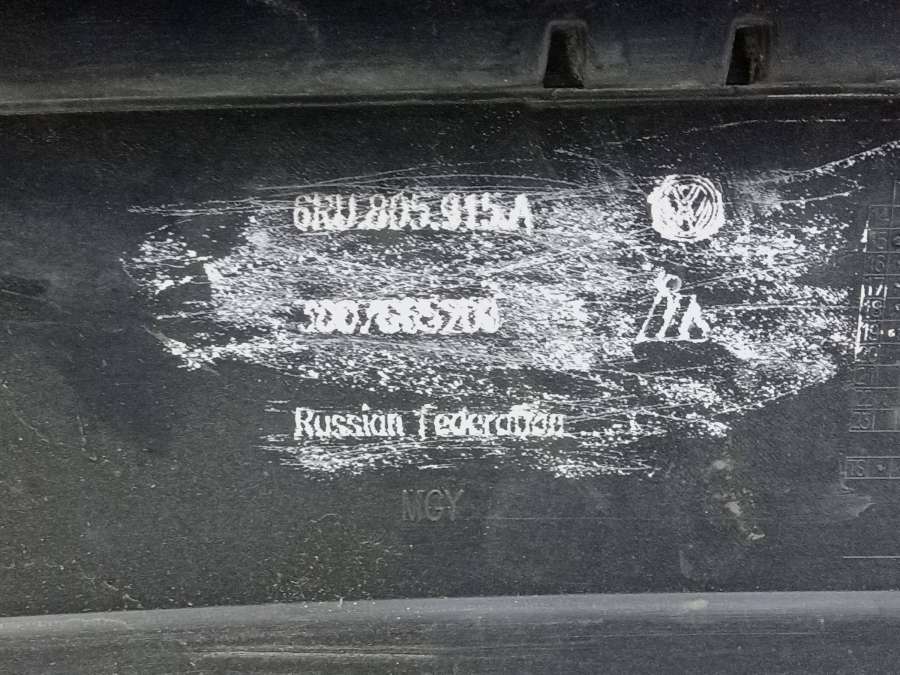 6RU.805.915.A
Russian Federation
MGY